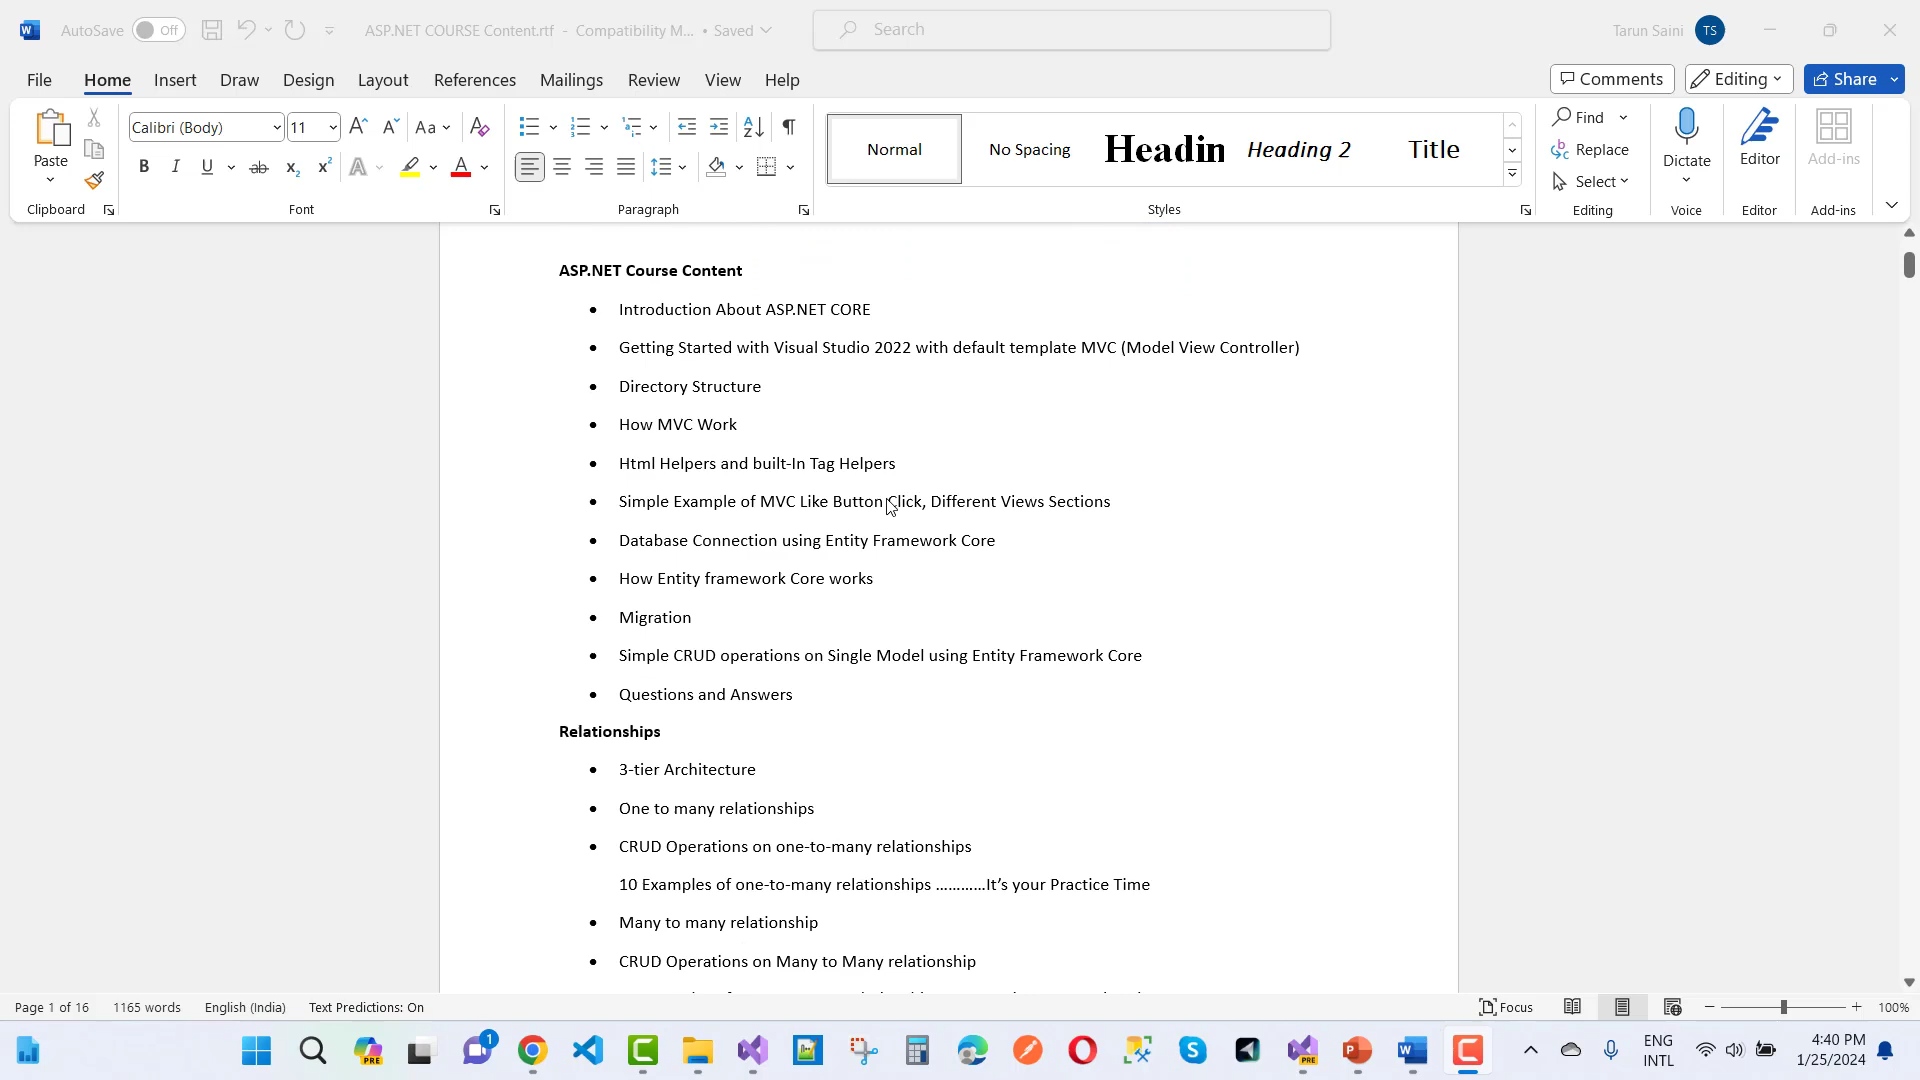 AutoSave Off ASP.NET COURSE Content.rtf - Compatibility M... • Saved Search Tarun Saini TS
File Home Insert Draw Design Layout References Mailings Review View Help Comments Editing Share
Paste Calibri (Body) 11 Normal No Spacing Headin Heading 2 Title Find Replace Select Dictate Editor Add-ins
Clipboard Font Paragraph Styles Editing Voice Editor Add-ins
ASP.NET Course Content
• Introduction About ASP.NET CORE
• Getting Started with Visual Studio 2022 with default template MVC (Model View Controller)
• Directory Structure
• How MVC Work
• Html Helpers and built-In Tag Helpers
• Simple Example of MVC Like Button Click, Different Views Sections
• Database Connection using Entity Framework Core
• How Entity framework Core works
• Migration
• Simple CRUD operations on Single Model using Entity Framework Core
• Questions and Answers
Relationships
• 3-tier Architecture
• One to many relationships
• CRUD Operations on one-to-many relationships
10 Examples of one-to-many relationships …………It’s your Practice Time
• Many to many relationship
• CRUD Operations on Many to Many relationship
Page 1 of 16 1165 words English (India) Text Predictions: On Focus 100%
1 PRE PRE ENG INTL 4:40 PM 1/25/2024